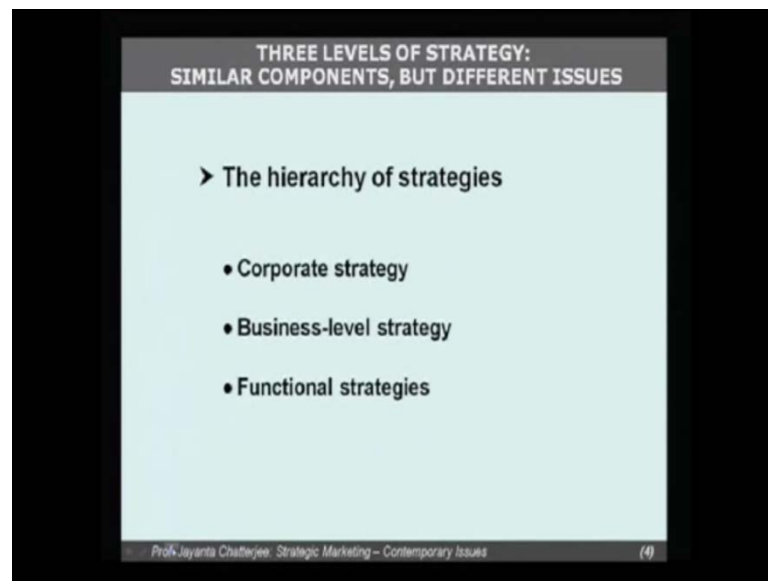 THREE LEVELS OF STRATEGY:
SIMILAR COMPONENTS, BUT DIFFERENT ISSUES
➤ The hierarchy of strategies
• Corporate strategy
• Business-level strategy
• Functional strategies
Prof. Jayanta Chatterjee: Strategic Marketing – Contemporary Issues (4)